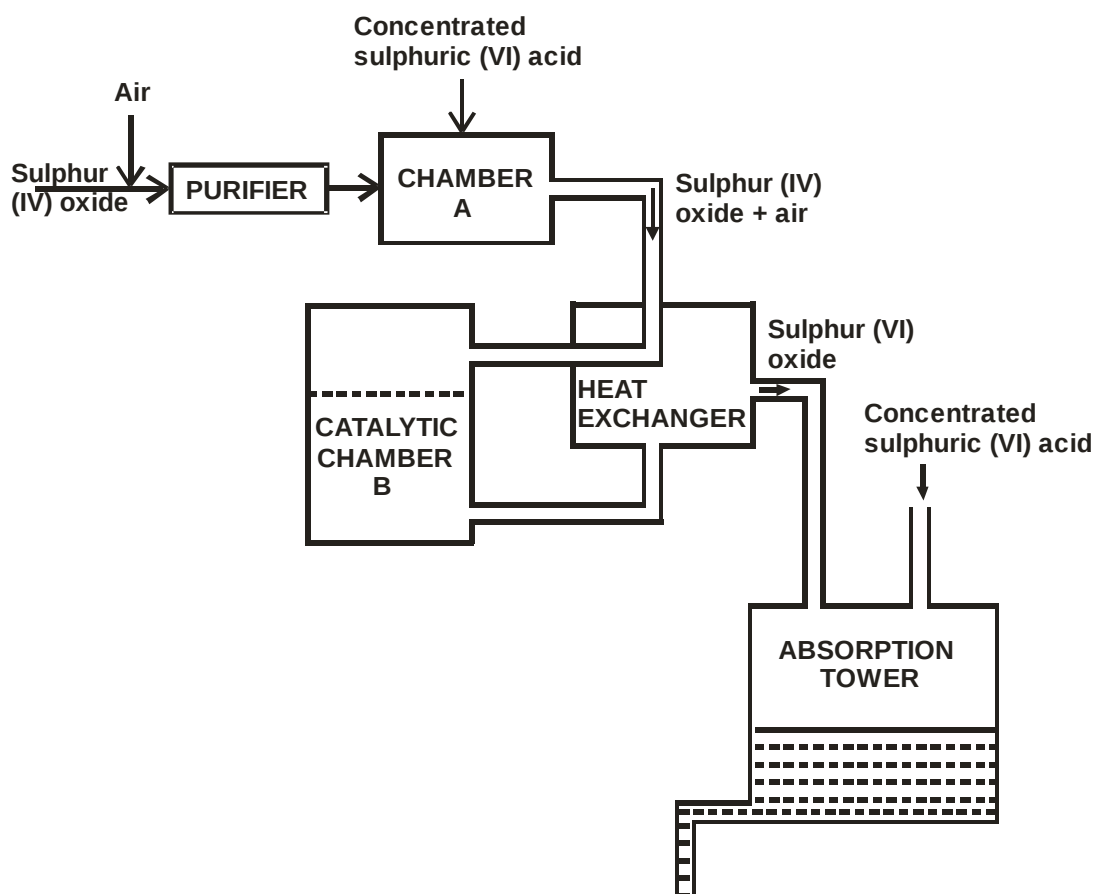 Concentrated
sulphuric (VI) acid
Air
Sulphur
(IV) oxide
PURIFIER
CHAMBER
A
Sulphur (IV)
oxide + air
Sulphur (VI)
oxide
HEAT
EXCHANGER
CATALYTIC
CHAMBER
B
Concentrated
sulphuric (VI) acid
ABSORPTION
TOWER